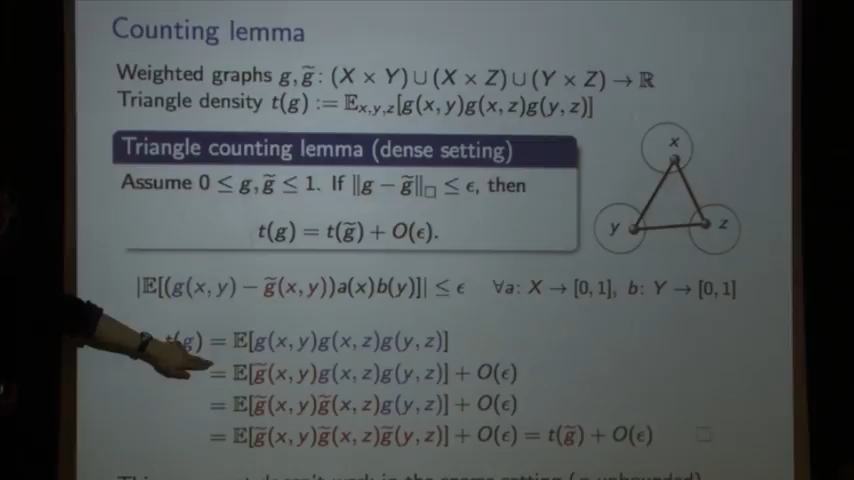 Counting lemma
Weighted graphs g, g̃ : (X × Y) ∪ (X × Z) ∪ (Y × Z) → ℝ
Triangle density t(g) := 𝔼x,y,z[g(x, y)g(x, z)g(y, z)]
Triangle counting lemma (dense setting)
Assume 0 ≤ g, g̃ ≤ 1. If ‖g − g̃‖□ ≤ ϵ, then
t(g) = t(g̃) + O(ϵ).
x
y
z
|𝔼[(g(x, y) − g̃(x, y))a(x)b(y)]| ≤ ϵ ∀a: X → [0, 1], b: Y → [0, 1]
t(g) = 𝔼[g(x, y)g(x, z)g(y, z)]
= 𝔼[g̃(x, y)g(x, z)g(y, z)] + O(ϵ)
= 𝔼[g̃(x, y)g̃(x, z)g(y, z)] + O(ϵ)
= 𝔼[g̃(x, y)g̃(x, z)g̃(y, z)] + O(ϵ) = t(g̃) + O(ϵ) □